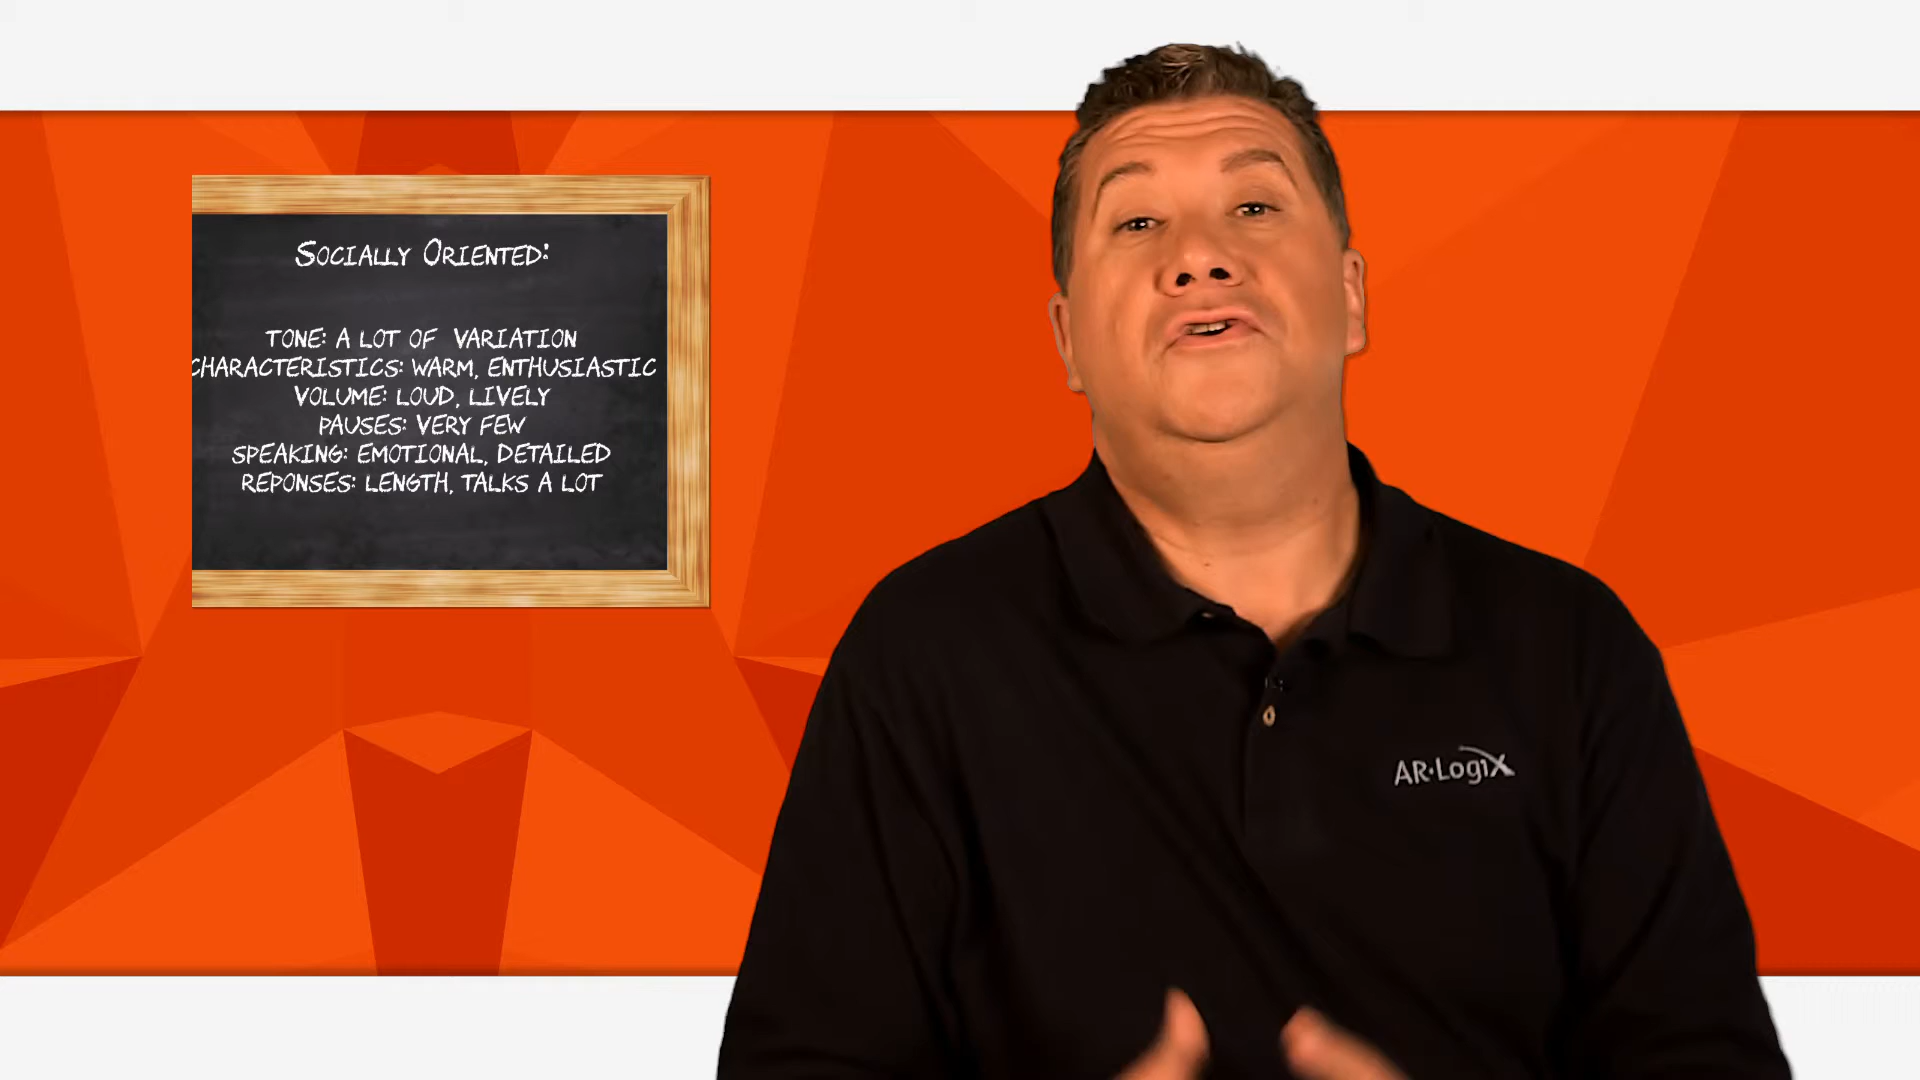 Socially Oriented:
TONE: A LOT OF VARIATION
CHARACTERISTICS: WARM, ENTHUSIASTIC
VOLUME: LOUD, LIVELY
PAUSES: VERY FEW
SPEAKING: EMOTIONAL, DETAILED
REPONSES: LENGTH, TALKS A LOT
AR·LogiX